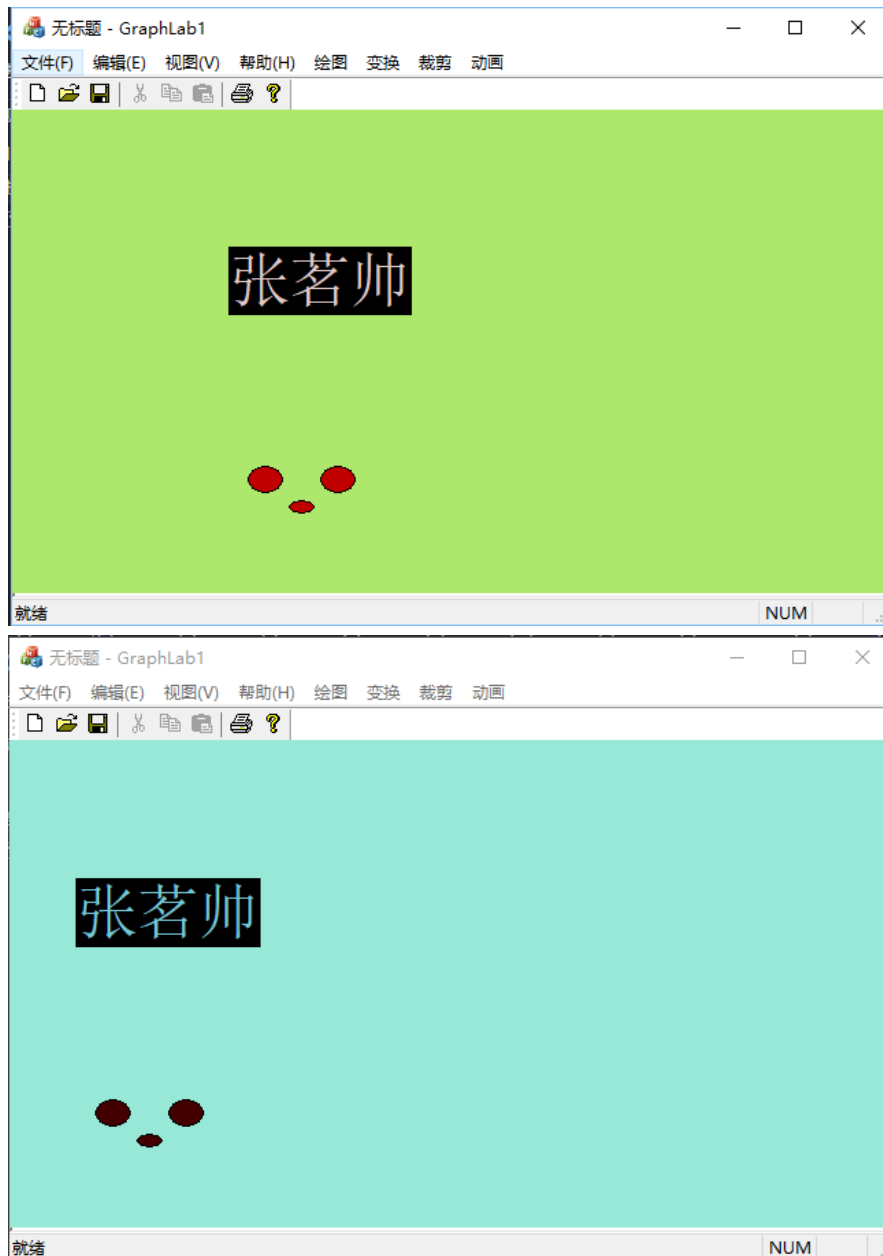 无标题 - GraphLab1
文件(F) 编辑(E) 视图(V) 帮助(H) 绘图 变换 裁剪 动画
张茗帅
就绪 NUM
无标题 - GraphLab1
文件(F) 编辑(E) 视图(V) 帮助(H) 绘图 变换 裁剪 动画
张茗帅
就绪 NUM